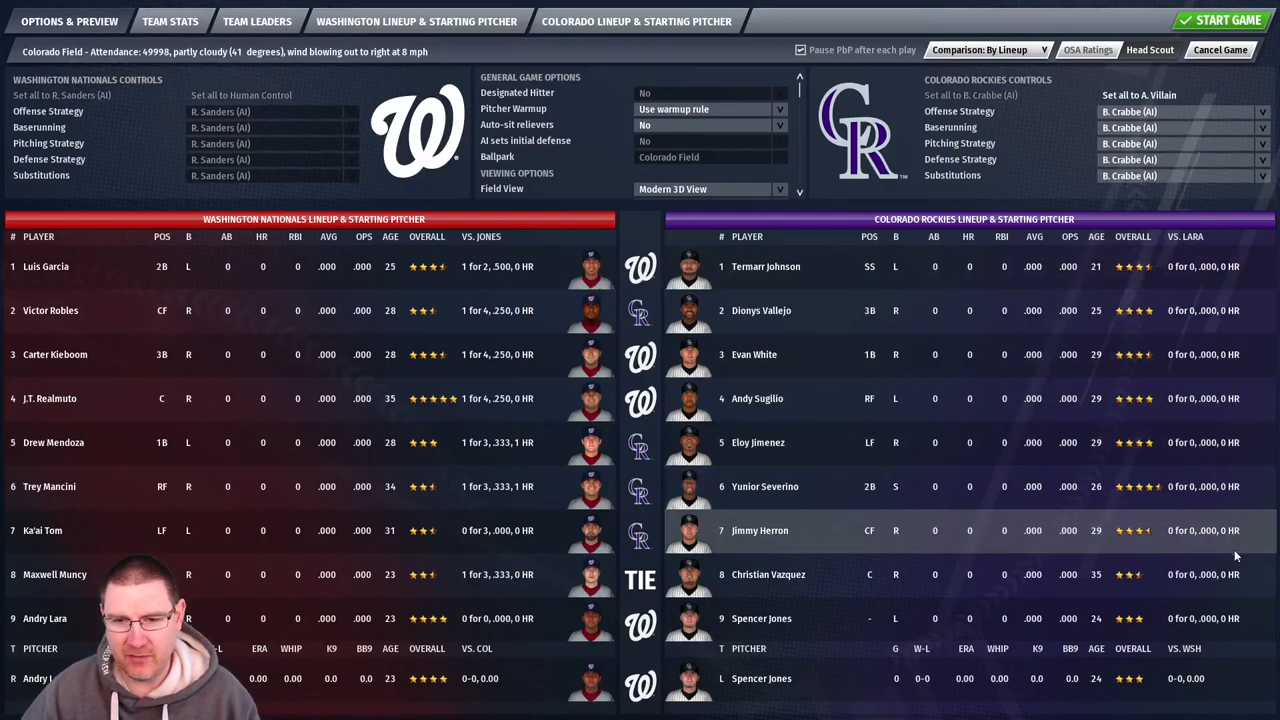 OPTIONS & PREVIEW TEAM STATS TEAM LEADERS WASHINGTON LINEUP & STARTING PITCHER COLORADO LINEUP & STARTING PITCHER START GAME
Colorado Field - Attendance: 49998, partly cloudy (41 degrees), wind blowing out to right at 8 mph Pause PbP after each play Comparison: By Lineup OSA Ratings Head Scout Cancel Game
WASHINGTON NATIONALS CONTROLS
Set all to R. Sanders (AI) Set all to Human Control
Offense Strategy R. Sanders (AI)
Baserunning R. Sanders (AI)
Pitching Strategy R. Sanders (AI)
Defense Strategy R. Sanders (AI)
Substitutions R. Sanders (AI)
W
GENERAL GAME OPTIONS
Designated Hitter No
Pitcher Warmup Use warmup rule
Auto-sit relievers No
AI sets initial defense No
Ballpark Colorado Field
VIEWING OPTIONS
Field View Modern 3D View
CR
COLORADO ROCKIES CONTROLS
Set all to B. Crabbe (AI) Set all to A. Villain
Offense Strategy B. Crabbe (AI)
Baserunning B. Crabbe (AI)
Pitching Strategy B. Crabbe (AI)
Defense Strategy B. Crabbe (AI)
Substitutions B. Crabbe (AI)
WASHINGTON NATIONALS LINEUP & STARTING PITCHER
# PLAYER POS B AB HR RBI AVG OPS AGE OVERALL VS. JONES
1 Luis Garcia 2B L 0 0 0 .000 .000 25 1 for 2, .500, 0 HR
2 Victor Robles CF R 0 0 0 .000 .000 28 1 for 4, .250, 0 HR
3 Carter Kieboom 3B R 0 0 0 .000 .000 28 1 for 4, .250, 0 HR
4 J.T. Realmuto C R 0 0 0 .000 .000 35 1 for 4, .250, 0 HR
5 Drew Mendoza 1B L 0 0 0 .000 .000 28 1 for 3, .333, 1 HR
6 Trey Mancini RF R 0 0 0 .000 .000 34 1 for 3, .333, 1 HR
7 Ka'ai Tom LF L 0 0 0 .000 .000 31 0 for 3, .000, 0 HR
8 Maxwell Muncy R 0 0 0 .000 .000 23 1 for 3, .333, 1 HR
9 Andry Lara R 0 0 0 .000 .000 23 0 for 0, .000, 0 HR
T PITCHER -L ERA WHIP K9 BB9 AGE OVERALL VS. COL
R Andry L 0.00 0.00 0.0 0.0 23 0-0, 0.00
W
CR
W
W
CR
CR
CR
TIE
W
W
COLORADO ROCKIES LINEUP & STARTING PITCHER
# PLAYER POS B AB HR RBI AVG OPS AGE OVERALL VS. LARA
1 Termarr Johnson SS L 0 0 0 .000 .000 21 0 for 0, .000, 0 HR
2 Dionys Vallejo 3B R 0 0 0 .000 .000 25 0 for 0, .000, 0 HR
3 Evan White 1B R 0 0 0 .000 .000 29 0 for 0, .000, 0 HR
4 Andy Sugilio RF L 0 0 0 .000 .000 29 0 for 0, .000, 0 HR
5 Eloy Jimenez LF R 0 0 0 .000 .000 29 0 for 0, .000, 0 HR
6 Yunior Severino 2B S 0 0 0 .000 .000 26 0 for 0, .000, 0 HR
7 Jimmy Herron CF R 0 0 0 .000 .000 29 0 for 0, .000, 0 HR
8 Christian Vazquez C R 0 0 0 .000 .000 35 0 for 0, .000, 0 HR
9 Spencer Jones - L 0 0 0 .000 .000 24 0 for 0, .000, 0 HR
T PITCHER G W-L ERA WHIP K9 BB9 AGE OVERALL VS. WSH
L Spencer Jones 0 0-0 0.00 0.00 0.0 0.0 24 0-0, 0.00